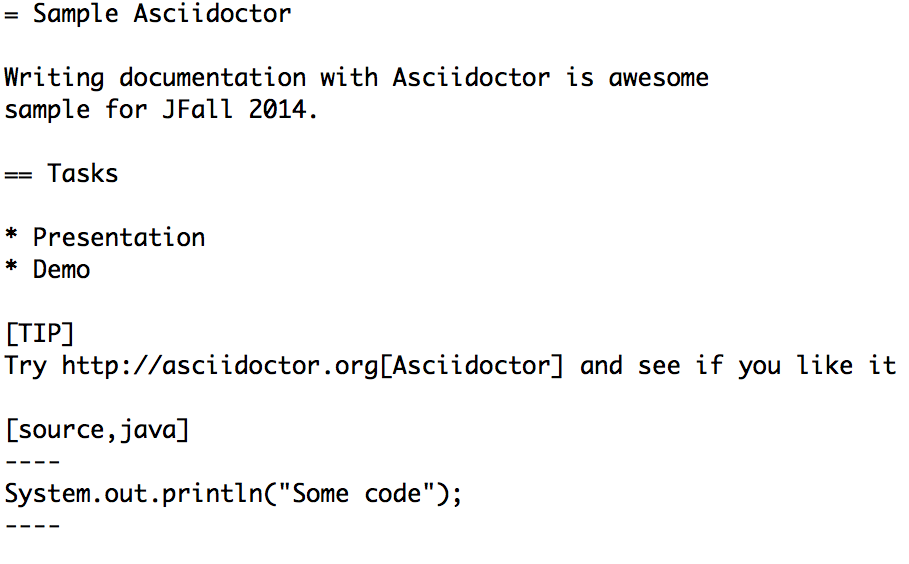 = Sample Asciidoctor
Writing documentation with Asciidoctor is awesome
sample for JFall 2014.
== Tasks
* Presentation
* Demo
[TIP]
Try http://asciidoctor.org[Asciidoctor] and see if you like it
[source,java]
----
System.out.println("Some code");
----